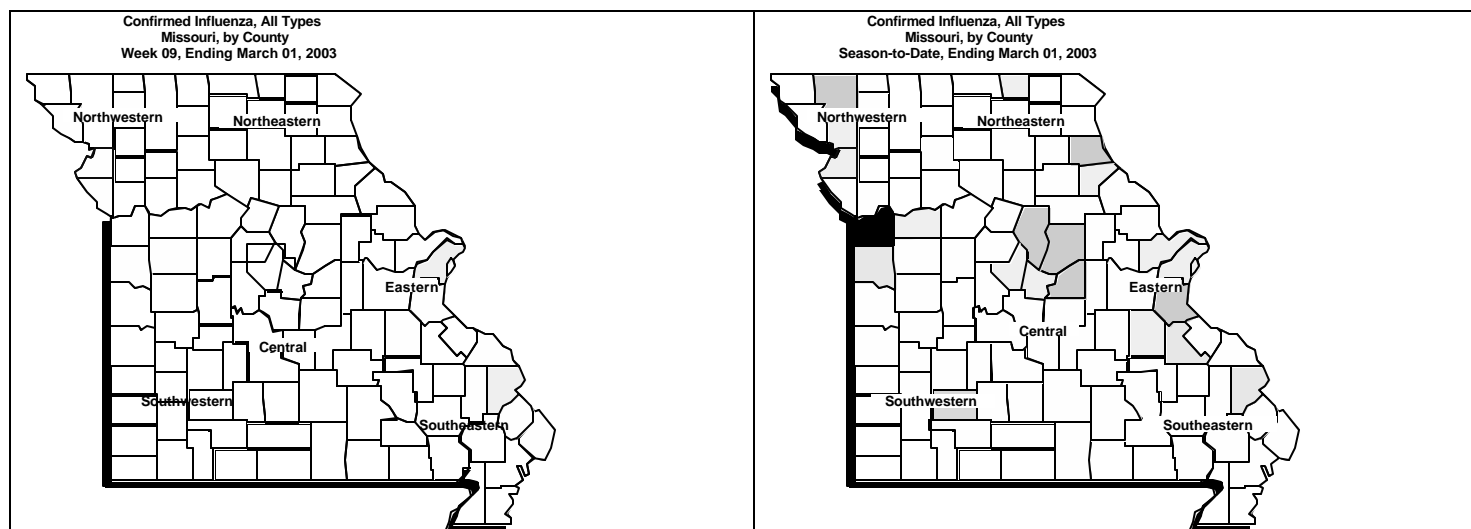 Confirmed Influenza, All Types
Missouri, by County
Week 09, Ending March 01, 2003
Northwestern
Northeastern
Eastern
Central
Southwestern
Southeastern
Confirmed Influenza, All Types
Missouri, by County
Season-to-Date, Ending March 01, 2003
Northwestern
Northeastern
Eastern
Central
Southwestern
Southeastern